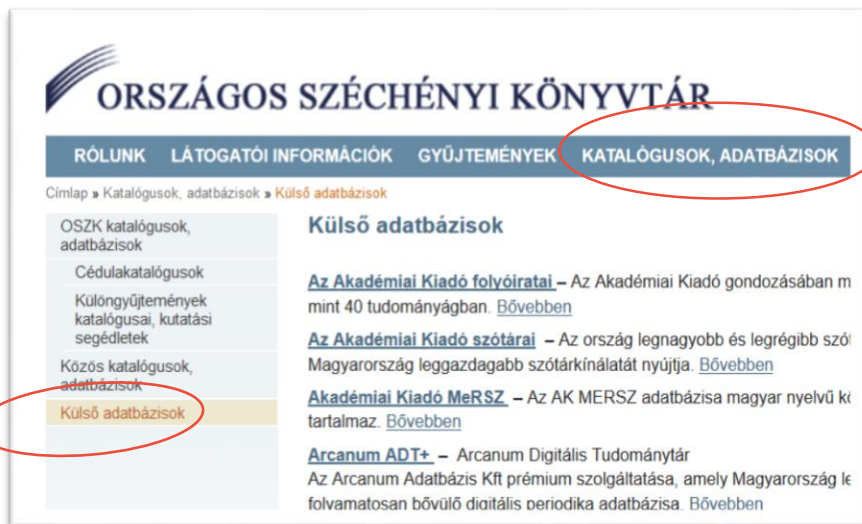 ORSZÁGOS SZÉCHÉNYI KÖNYVTÁR
RÓLUNK LÁTOGATÓI INFORMÁCIÓK GYŰJTEMÉNYEK KATALÓGUSOK, ADATBÁZISOK
Címlap » Katalógusok, adatbázisok » Külső adatbázisok
OSZK katalógusok,
adatbázisok
Cédulakatalógusok
Különgyűjtemények
katalógusai, kutatási
segédletek
Közös katalógusok,
adatbázisok
Külső adatbázisok
Külső adatbázisok
Az Akadémiai Kiadó folyóiratai – Az Akadémiai Kiadó gondozásában m
mint 40 tudományágban. Bővebben
Az Akadémiai Kiadó szótárai – Az ország legnagyobb és legrégibb szó
Magyarország leggazdagabb szótárkínálatát nyújtja. Bővebben
Akadémiai Kiadó MeRSZ – Az AK MERSZ adatbázisa magyar nyelvű kö
tartalmaz. Bővebben
Arcanum ADT+ – Arcanum Digitális Tudománytár
Az Arcanum Adatbázis Kft prémium szolgáltatása, amely Magyarország le
folyamatosan bővülő digitális periodika adatbázisa. Bővebben